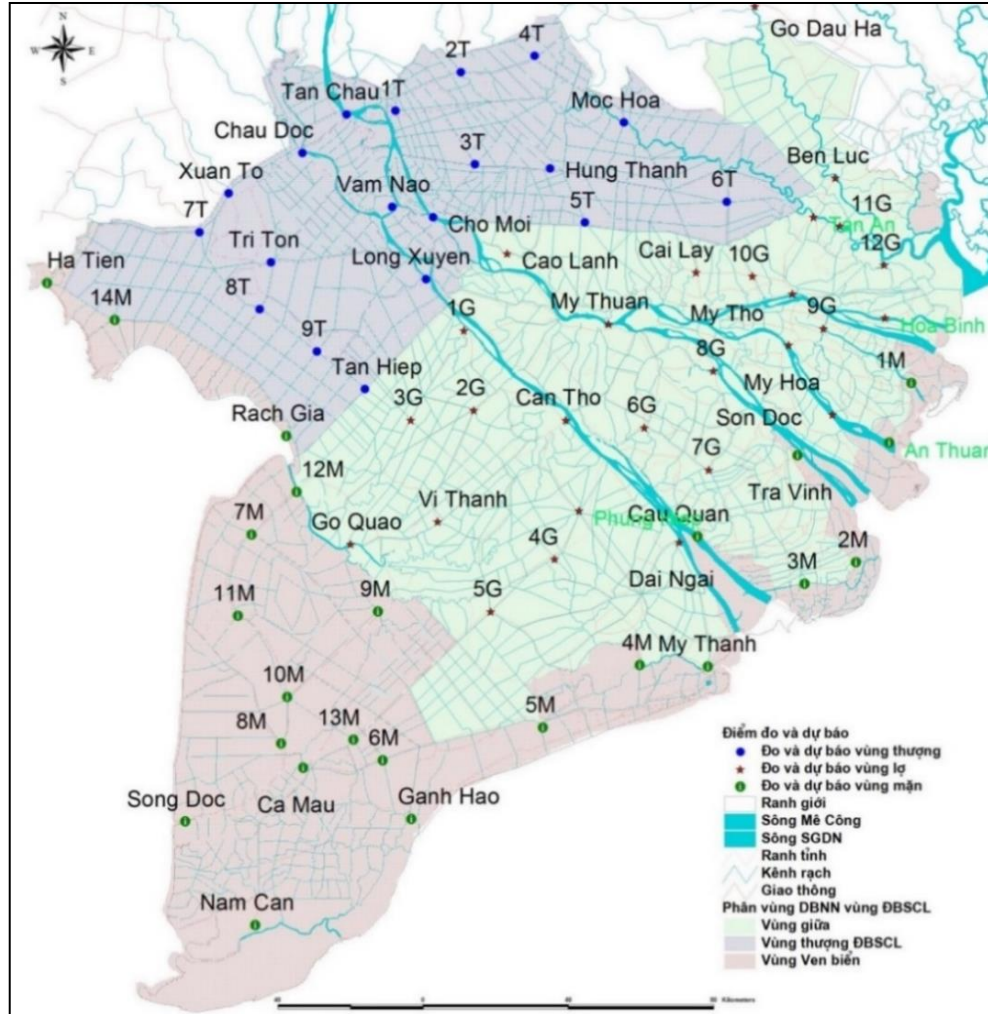 N
W
E
S
Go Dau Ha
4T
2T
Tan Chau
1T
Moc Hoa
Chau Doc
Ben Luc
3T
Hung Thanh
Xuan To
Vam Nao
6T
11G
7T
5T
Tan An
Cho Moi
Tri Ton
12G
Ha Tien
Long Xuyen
Cao Lanh
Cai Lay
10G
8T
14M
1G
My Thuan
My Tho
9G
Hoa Binh
9T
8G
1M
Tan Hiep
2G
My Hoa
3G
Can Tho
6G
Son Doc
Rach Gia
7G
An Thuan
12M
Vi Thanh
Tra Vinh
7M
Go Quao
Cau Quan
4G
2M
3M
Dai Ngai
11M
9M
5G
4M
My Thanh
10M
5M
8M
13M
6M
Điểm đo và dự báo
Đo và dự báo vùng thượng
Đo và dự báo vùng lợ
Đo và dự báo vùng mặn
Song Doc
Ca Mau
Ganh Hao
Ranh giới
Sông Mê Công
Sông SGDN
Ranh tỉnh
Kênh rạch
Giao thông
Nam Can
Phân vùng DBNN vùng ĐBSCL
Vùng giữa
Vùng thượng ĐBSCL
Vùng Ven biển
Kilometers